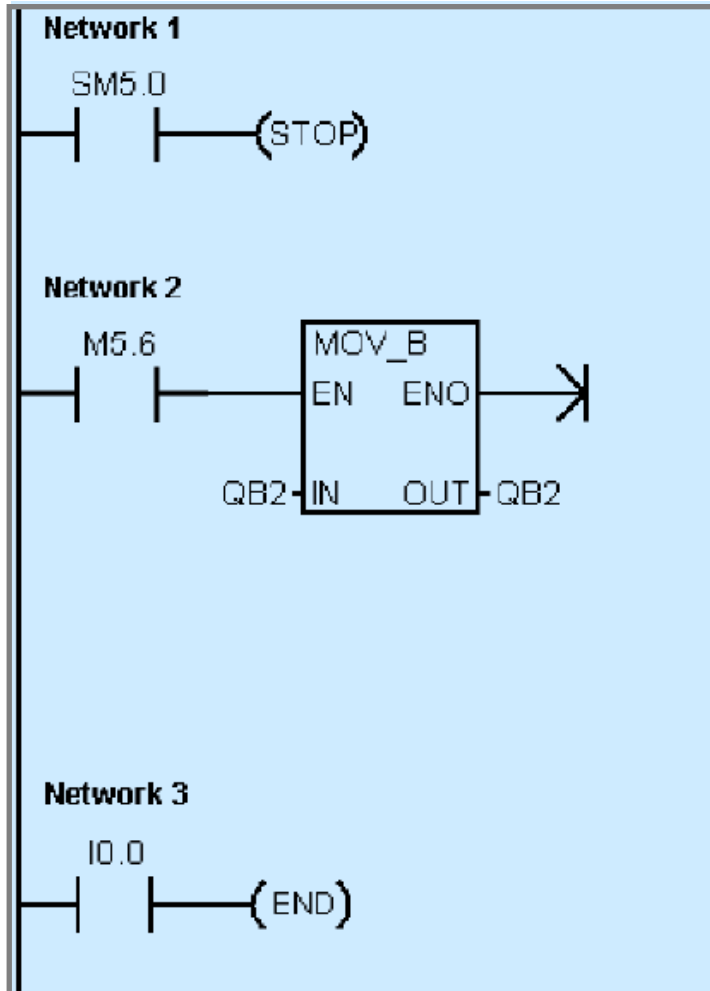 Network 1
SM5.0
(STOP)
Network 2
M5.6
MOV_B
EN ENO
QB2 IN OUT QB2
Network 3
I0.0
(END)